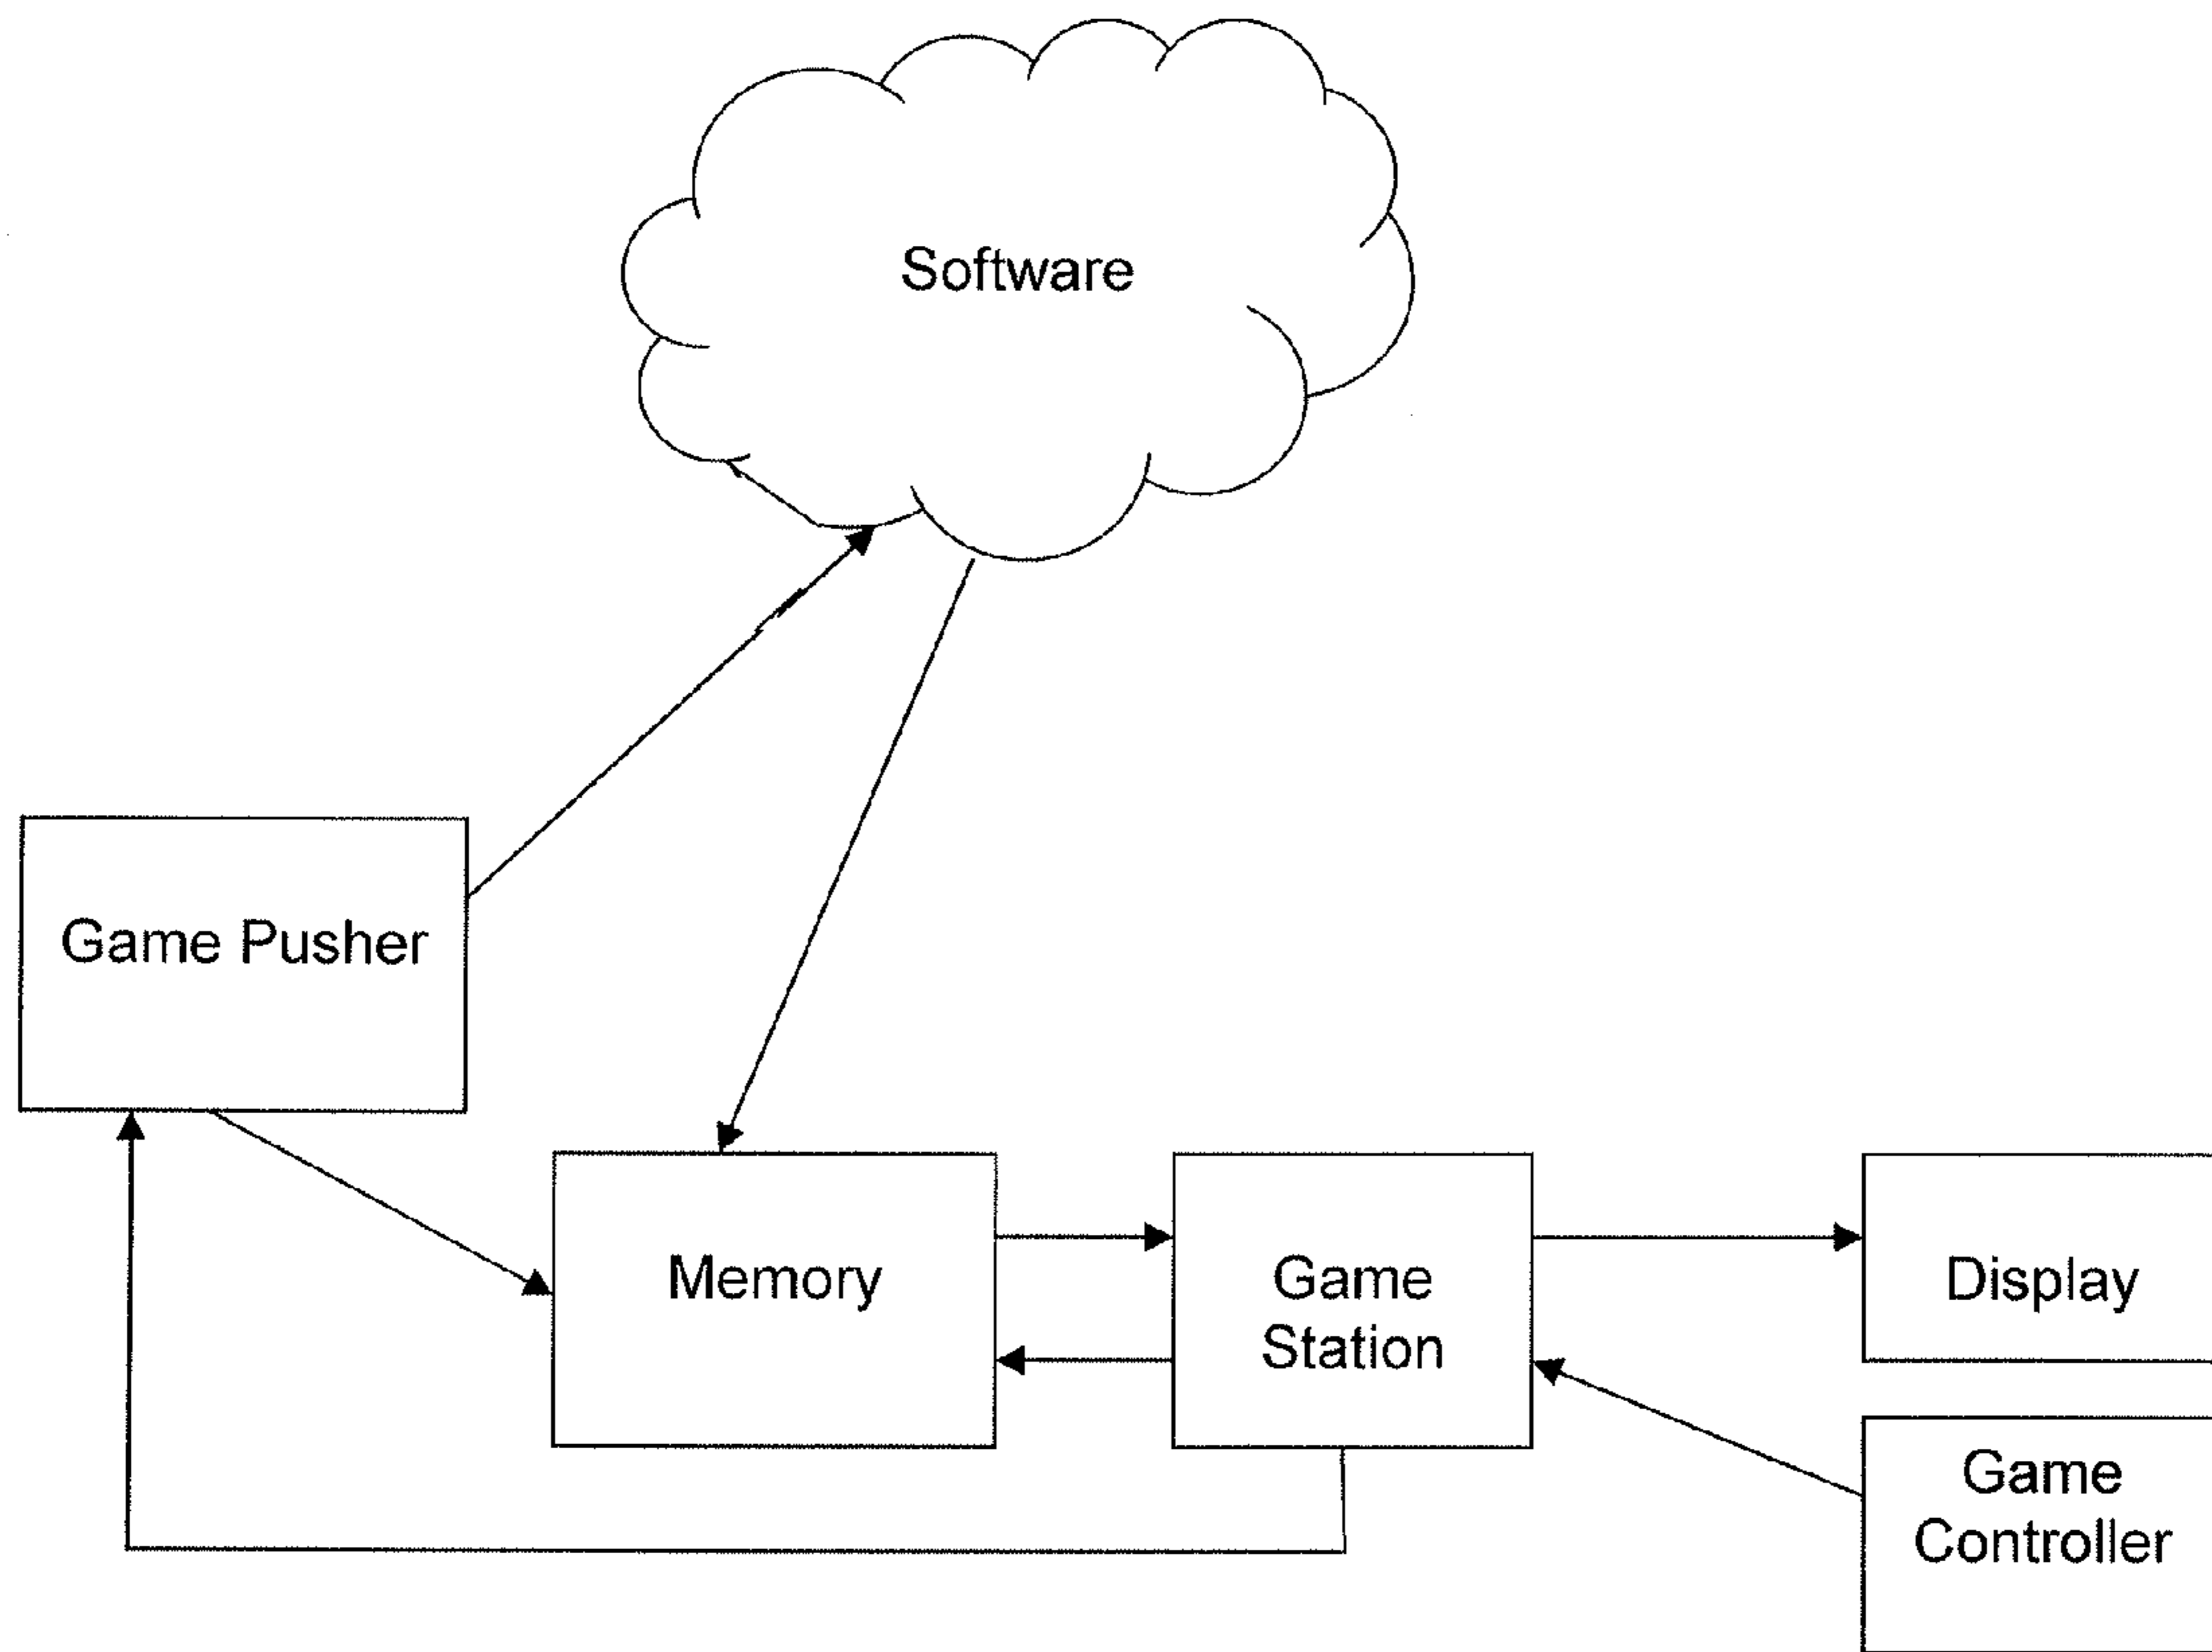 Software
Game Pusher
Memory
Game
Station
Display
Game
Controller